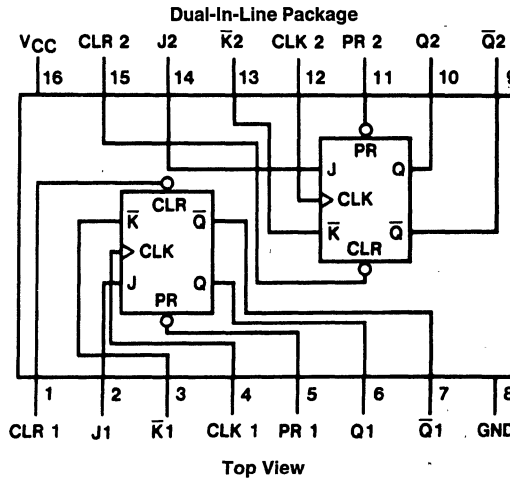 Dual-In-Line Package
VCC CLR 2 J2 K̅2 CLK 2 PR 2 Q2 Q̅2
16 15 14 13 12 11 10 9
PR
J Q
CLK
K̅ Q̅
CLR
CLR
K̅ Q̅
CLK
J Q
PR
1 2 3 4 5 6 7 8
CLR 1 J1 K̅1 CLK 1 PR 1 Q1 Q̅1 GND
Top View